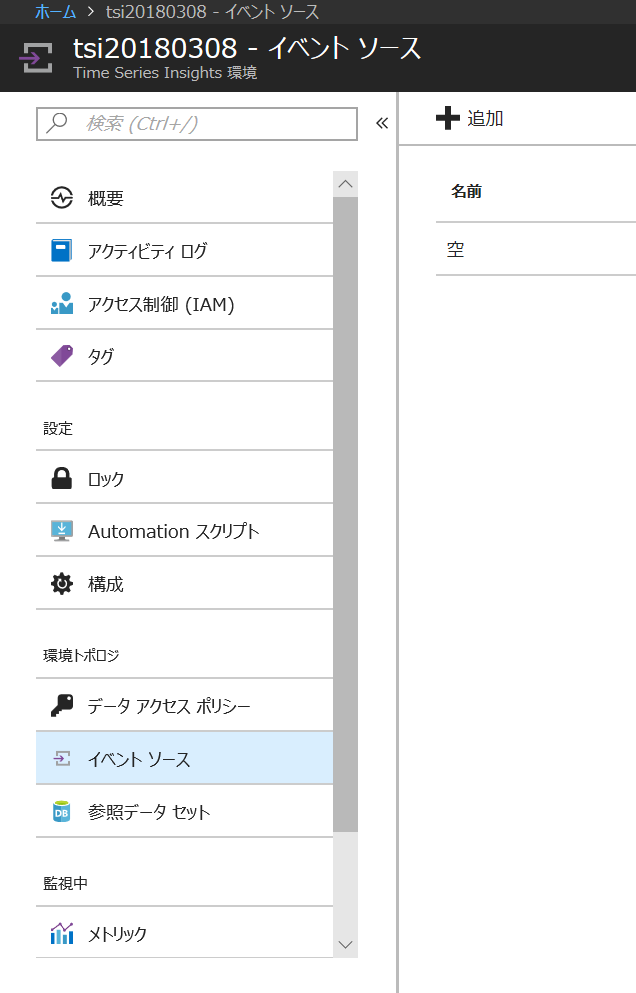 ホーム > tsi20180308 - イベント ソース
tsi20180308 - イベント ソース
Time Series Insights 環境
検索 (Ctrl+/)
«
概要
アクティビティ ログ
アクセス制御 (IAM)
タグ
設定
ロック
Automation スクリプト
構成
環境トポロジ
データ アクセス ポリシー
イベント ソース
DB 参照データ セット
監視中
メトリック
追加
名前
空